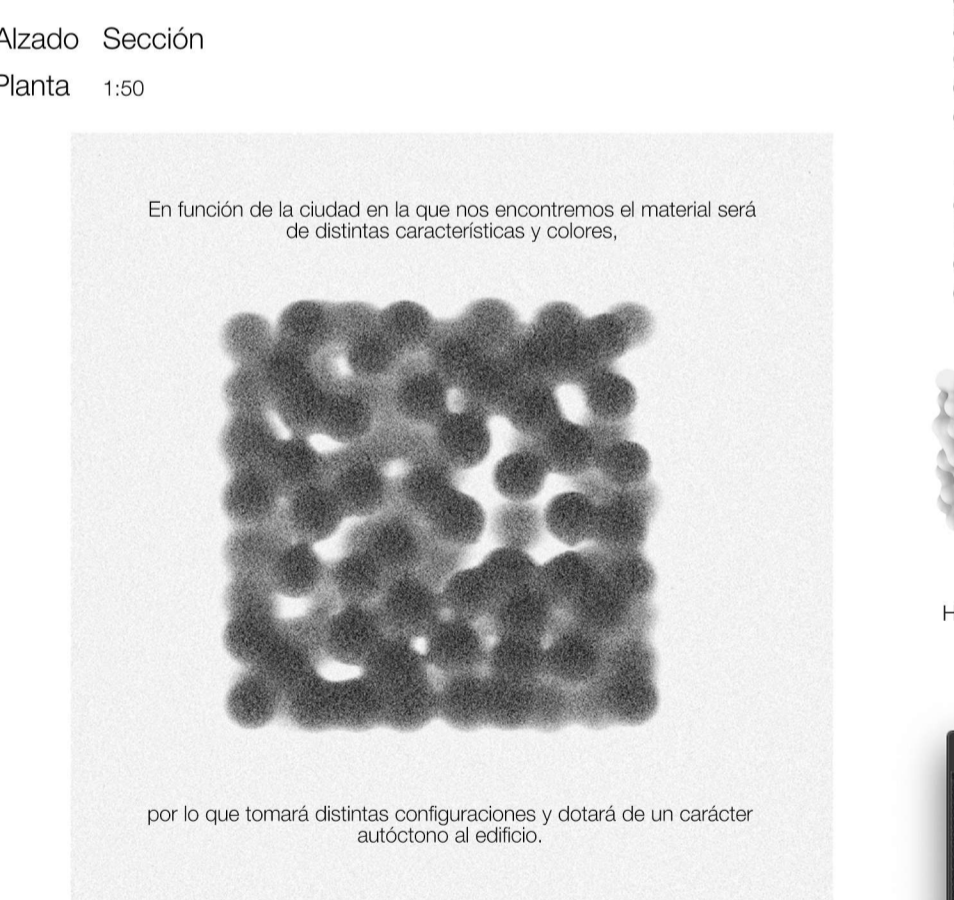 Alzado Sección
Planta 1:50
En función de la ciudad en la que nos encontremos el material será
de distintas características y colores,
H
por lo que tomará distintas configuraciones y dotará de un carácter
autóctono al edificio.